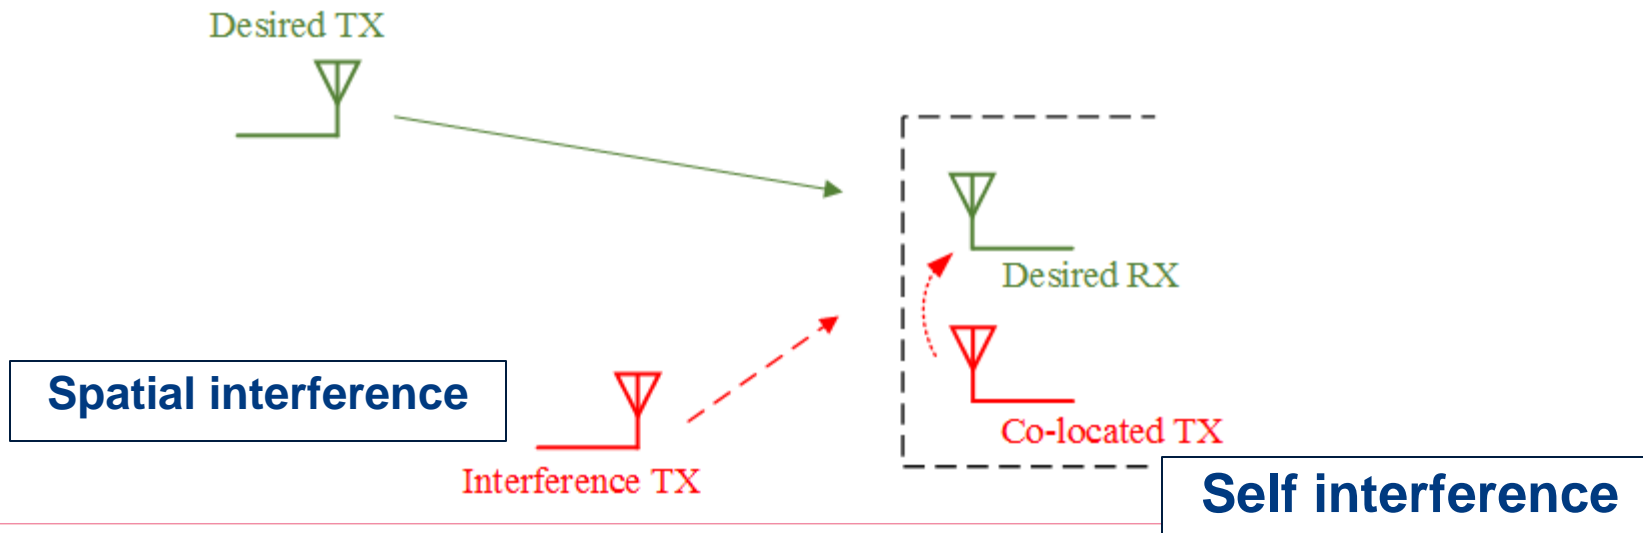 Desired TX
Desired RX
Spatial interference
Co-located TX
Interference TX
Self interference